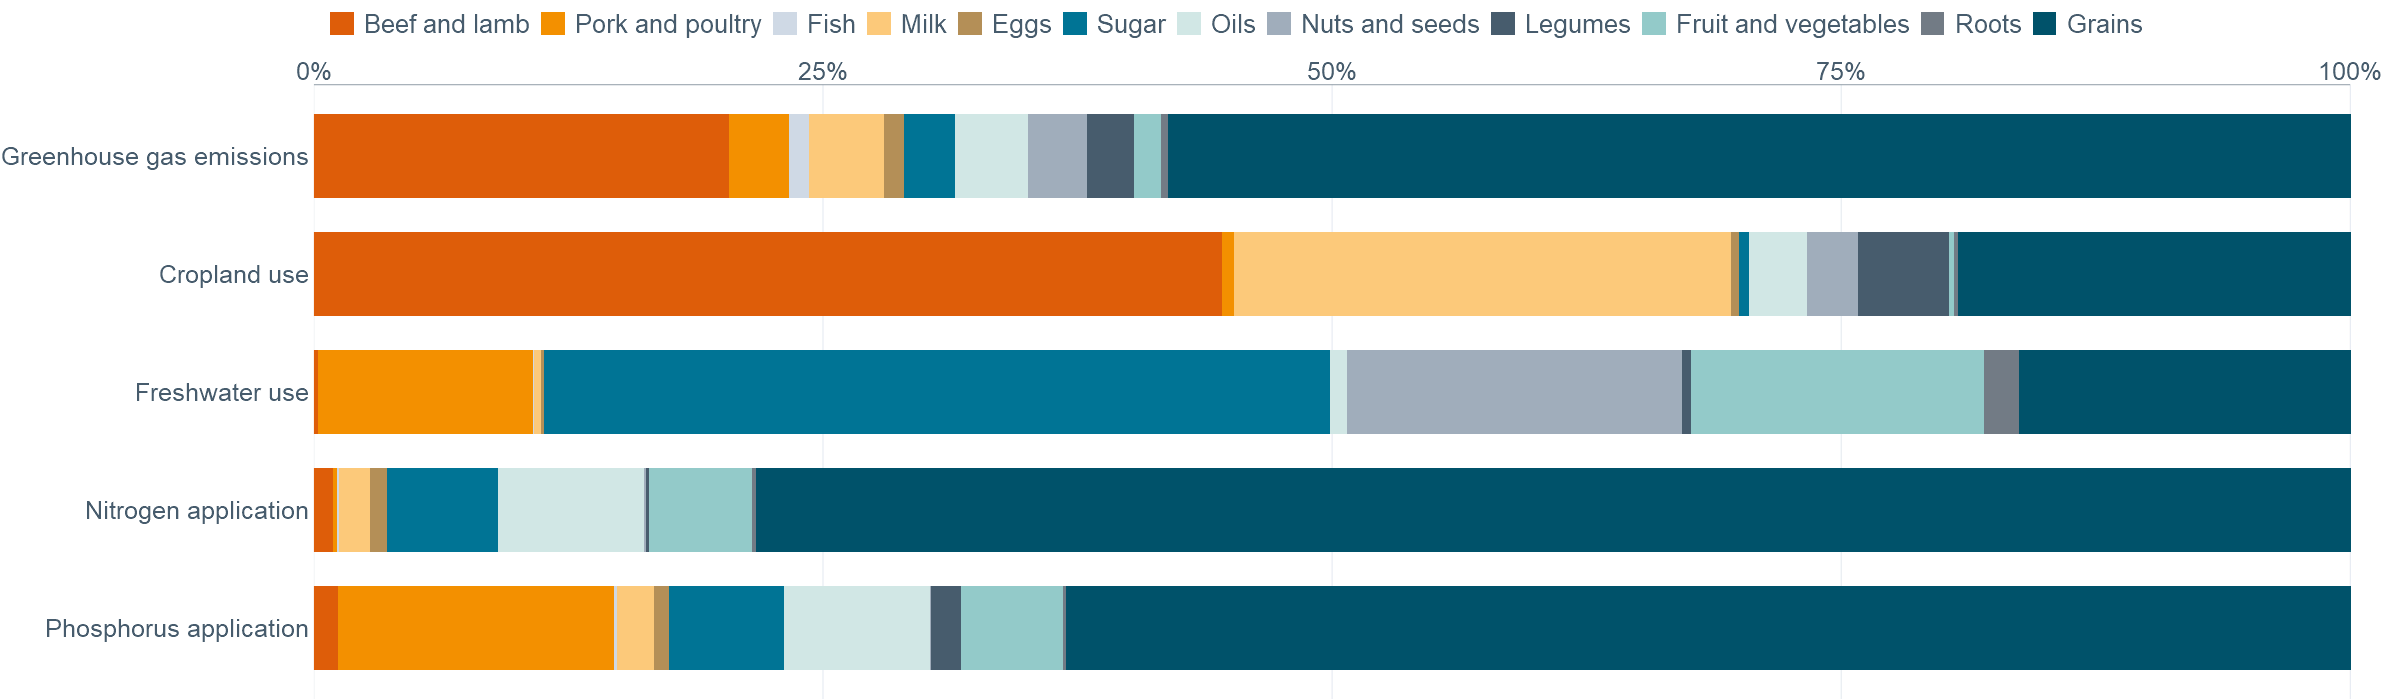 Beef and lamb Pork and poultry Fish Milk Eggs Sugar Oils Nuts and seeds Legumes Fruit and vegetables Roots Grains
0% 25% 50% 75% 100%
Greenhouse gas emissions
Cropland use
Freshwater use
Nitrogen application
Phosphorus application